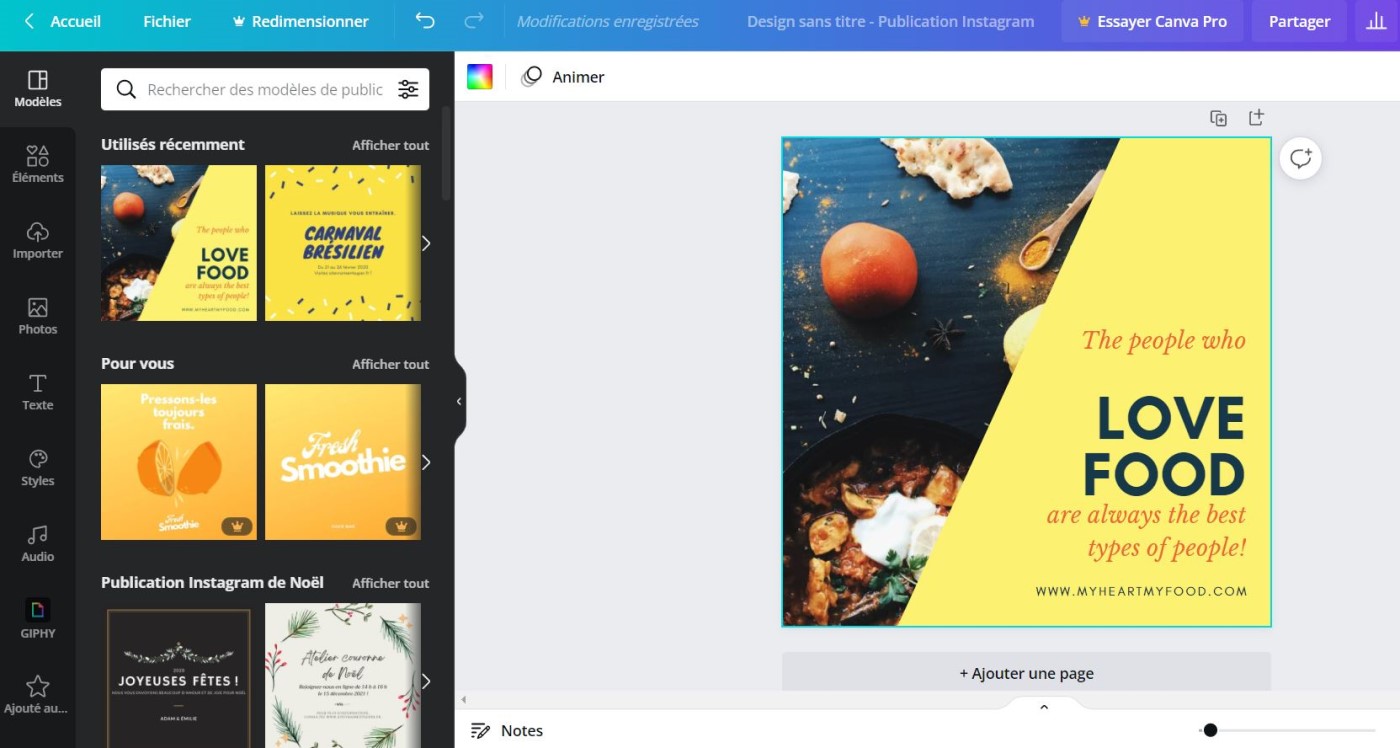 Accueil
Fichier
Redimensionner
Modifications enregistrées
Design sans titre - Publication Instagram
Essayer Canva Pro
Partager
Modèles
Éléments
Importer
Photos
Texte
Styles
Audio
GIPHY
Ajouté au...
Rechercher des modèles de public
Utilisés récemment
Afficher tout
The people who
LOVE
FOOD
are always the best
types of people!
WWW.MYHEARTMYFOOD.COM
LAISSEZ LA MUSIQUE VOUS ENTRAÎNER.
CARNAVAL
BRÉSILIEN
Pour vous
Afficher tout
Pressons-les
toujours
frais.
Fresh
Smoothie
Fresh
Smoothie
Publication Instagram de Noël
Afficher tout
JOYEUSES FÊTES !
ADAM & ÉMILIE
Atelier couronne
de Noël
Animer
The people who
LOVE
FOOD
are always the best
types of people!
WWW.MYHEARTMYFOOD.COM
+ Ajouter une page
Notes